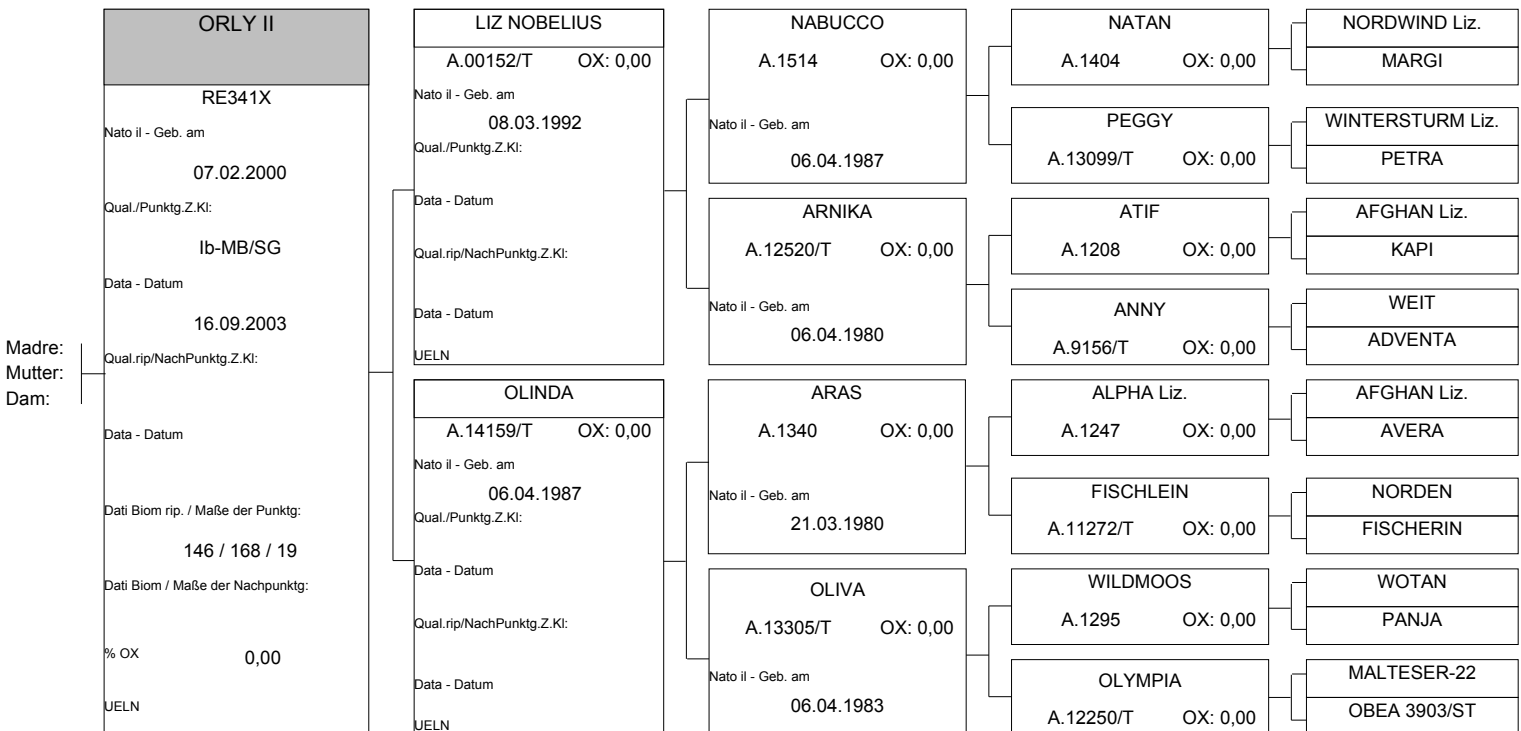 Madre:
Mutter:
Dam:
ORLY II
RE341X
Nato il - Geb. am
07.02.2000
Qual./Punktg.Z.Kl:
Ib-MB/SG
Data - Datum
16.09.2003
Qual.rip/NachPunktg.Z.Kl:
Data - Datum
Dati Biom rip. / Maße der Punktg:
146 / 168 / 19
Dati Biom / Maße der Nachpunktg:
% OX 0,00
UELN
LIZ NOBELIUS
A.00152/T OX: 0,00
Nato il - Geb. am
08.03.1992
Qual./Punktg.Z.Kl:
Data - Datum
Qual.rip/NachPunktg.Z.Kl:
Data - Datum
UELN
OLINDA
A.14159/T OX: 0,00
Nato il - Geb. am
06.04.1987
Qual./Punktg.Z.Kl:
Data - Datum
Qual.rip/NachPunktg.Z.Kl:
Data - Datum
UELN
NABUCCO
A.1514 OX: 0,00
Nato il - Geb. am
06.04.1987
ARNIKA
A.12520/T OX: 0,00
Nato il - Geb. am
06.04.1980
ARAS
A.1340 OX: 0,00
Nato il - Geb. am
21.03.1980
OLIVA
A.13305/T OX: 0,00
Nato il - Geb. am
06.04.1983
NATAN
A.1404 OX: 0,00
PEGGY
A.13099/T OX: 0,00
ATIF
A.1208 OX: 0,00
ANNY
A.9156/T OX: 0,00
ALPHA Liz.
A.1247 OX: 0,00
FISCHLEIN
A.11272/T OX: 0,00
WILDMOOS
A.1295 OX: 0,00
OLYMPIA
A.12250/T OX: 0,00
NORDWIND Liz.
MARGI
WINTERSTURM Liz.
PETRA
AFGHAN Liz.
KAPI
WEIT
ADVENTA
AFGHAN Liz.
AVERA
NORDEN
FISCHERIN
WOTAN
PANJA
MALTESER-22
OBEA 3903/ST